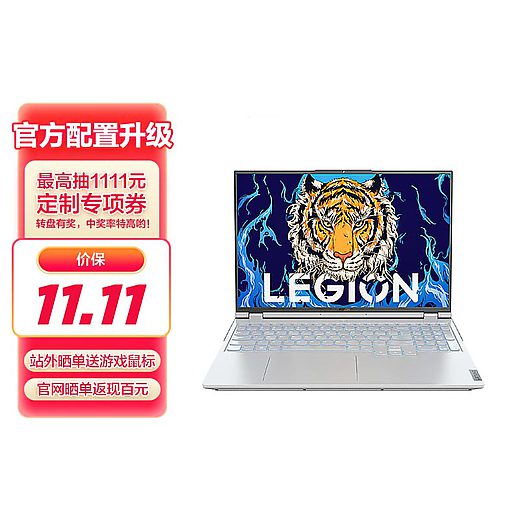 官方配置升级
最高抽1111元
定制专项券
转盘有奖，中奖率特高哟！
价保
11.11
站外晒单送游戏鼠标
官网晒单返现百元
LEGION